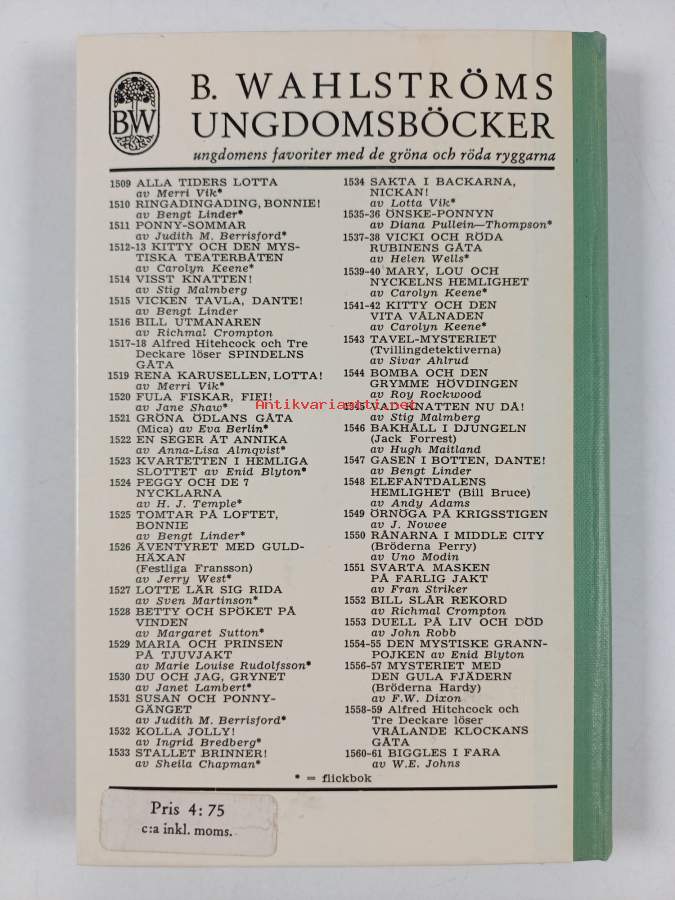 B. WAHLSTRÖMS
UNGDOMSBÖCKER
BW
ungdomens favoriter med de gröna och röda ryggarna
1509 ALLA TIDERS LOTTA
av Merri Vik*
1510 RINGADINGADING, BONNIE!
av Bengt Linder*
1511 PONNY-SOMMAR
av Judith M. Berrisford*
1512-13 KITTY OCH DEN MYS-
TISKA TEATERBÅTEN
av Carolyn Keene*
1514 VISST KNATTEN!
av Stig Malmberg
1515 VICKEN TAVLA, DANTE!
av Bengt Linder
1516 BILL UTMANAREN
av Richmal Crompton
1517-18 Alfred Hitchcock och Tre
Deckare löser SPINDELNS
GÅTA
1519 RENA KARUSELLEN, LOTTA!
av Merri Vik*
1520 FULA FISKAR, FIFI!
av Jane Shaw*
1521 GRÖNA ÖDLANS GÅTA
(Mica) av Eva Berlin*
1522 EN SEGER ÅT ANNIKA
av Anna-Lisa Almqvist*
1523 KVARTETTEN I HEMLIGA
SLOTTET av Enid Blyton*
1524 PEGGY OCH DE 7
NYCKLARNA
av H. J. Temple*
1525 TOMTAR PÅ LOFTET,
BONNIE
av Bengt Linder*
1526 ÄVENTYRET MED GULD-
HÄXAN
(Festliga Fransson)
av Jerry West*
1527 LOTTE LÄR SIG RIDA
av Sven Martinson*
1528 BETTY OCH SPÖKET PÅ
VINDEN
av Margaret Sutton*
1529 MARIA OCH PRINSEN
PÅ TJUVJAKT
av Marie Louise Rudolfsson*
1530 DU OCH JAG, GRYNET
av Janet Lambert*
1531 SUSAN OCH PONNY-
GÄNGET
av Judith M. Berrisford*
1532 KOLLA JOLLY!
av Ingrid Bredberg*
1533 STALLET BRINNER!
av Sheila Chapman*
1534 SAKTA I BACKARNA,
NICKAN!
av Lotta Vik*
1535-36 ÖNSKE-PONNYN
av Diana Pullein—Thompson*
1537-38 VICKI OCH RÖDA
RUBINENS GÅTA
av Helen Wells*
1539-40 MARY, LOU OCH
NYCKELNS HEMLIGHET
av Carolyn Keene*
1541-42 KITTY OCH DEN
VITA VÅLNADEN
av Carolyn Keene*
1543 TAVEL-MYSTERIET
(Tvillingdetektiverna)
av Sivar Ahlrud
1544 BOMBA OCH DEN
GRYMME HÖVDINGEN
av Roy Rockwood
1545 VAD KNATTEN NU DÅ!
av Stig Malmberg
1546 BAKHÅLL I DJUNGELN
(Jack Forrest)
av Hugh Maitland
1547 GASEN I BOTTEN, DANTE!
av Bengt Linder
1548 ELEFANTDALENS
HEMLIGHET (Bill Bruce)
av Andy Adams
1549 ÖRNÖGA PÅ KRIGSSTIGEN
av J. Nowee
1550 RÅNARNA I MIDDLE CITY
(Bröderna Perry)
av Uno Modin
1551 SVARTA MASKEN
PÅ FARLIG JAKT
av Fran Striker
1552 BILL SLÅR REKORD
av Richmal Crompton
1553 DUELL PÅ LIV OCH DÖD
av John Robb
1554-55 DEN MYSTISKE GRANN-
POJKEN av Enid Blyton
1556-57 MYSTERIET MED
DEN GULA FJÄDERN
(Bröderna Hardy)
av F.W. Dixon
1558-59 Alfred Hitchcock och
Tre Deckare löser
VRÅLANDE KLOCKANS
GÅTA
1560-61 BIGGLES I FARA
av W.E. Johns
* = flickbok
Pris 4: 75
c:a inkl. moms.
Antikvariaatti.net